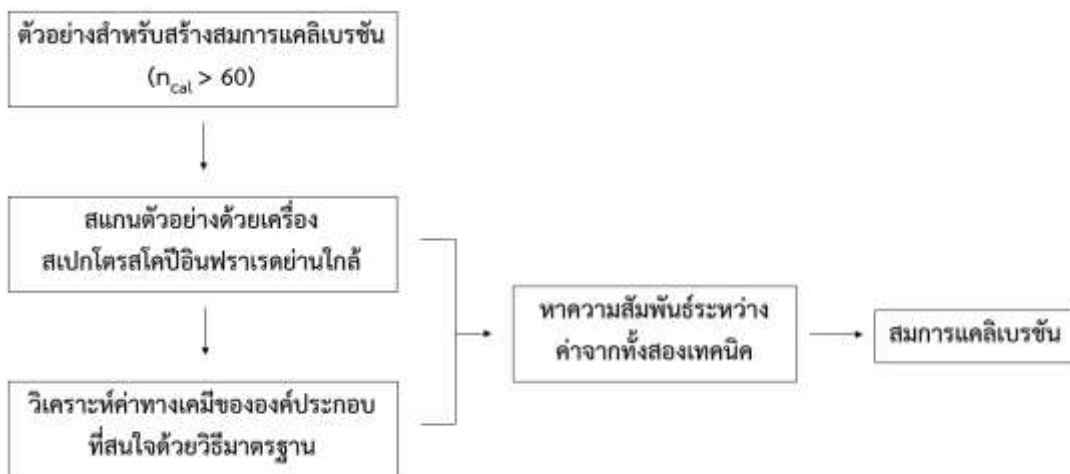 ตัวอย่างสำหรับสร้างสมการแคลิเบรชัน
(n_cal > 60)
สแกนตัวอย่างด้วยเครื่อง
สเปกโตรสโคปีอินฟราเรดย่านใกล้
วิเคราะห์ค่าทางเคมีขององค์ประกอบ
ที่สนใจด้วยวิธีมาตรฐาน
หาความสัมพันธ์ระหว่าง
ค่าจากทั้งสองเทคนิค
สมการแคลิเบรชัน